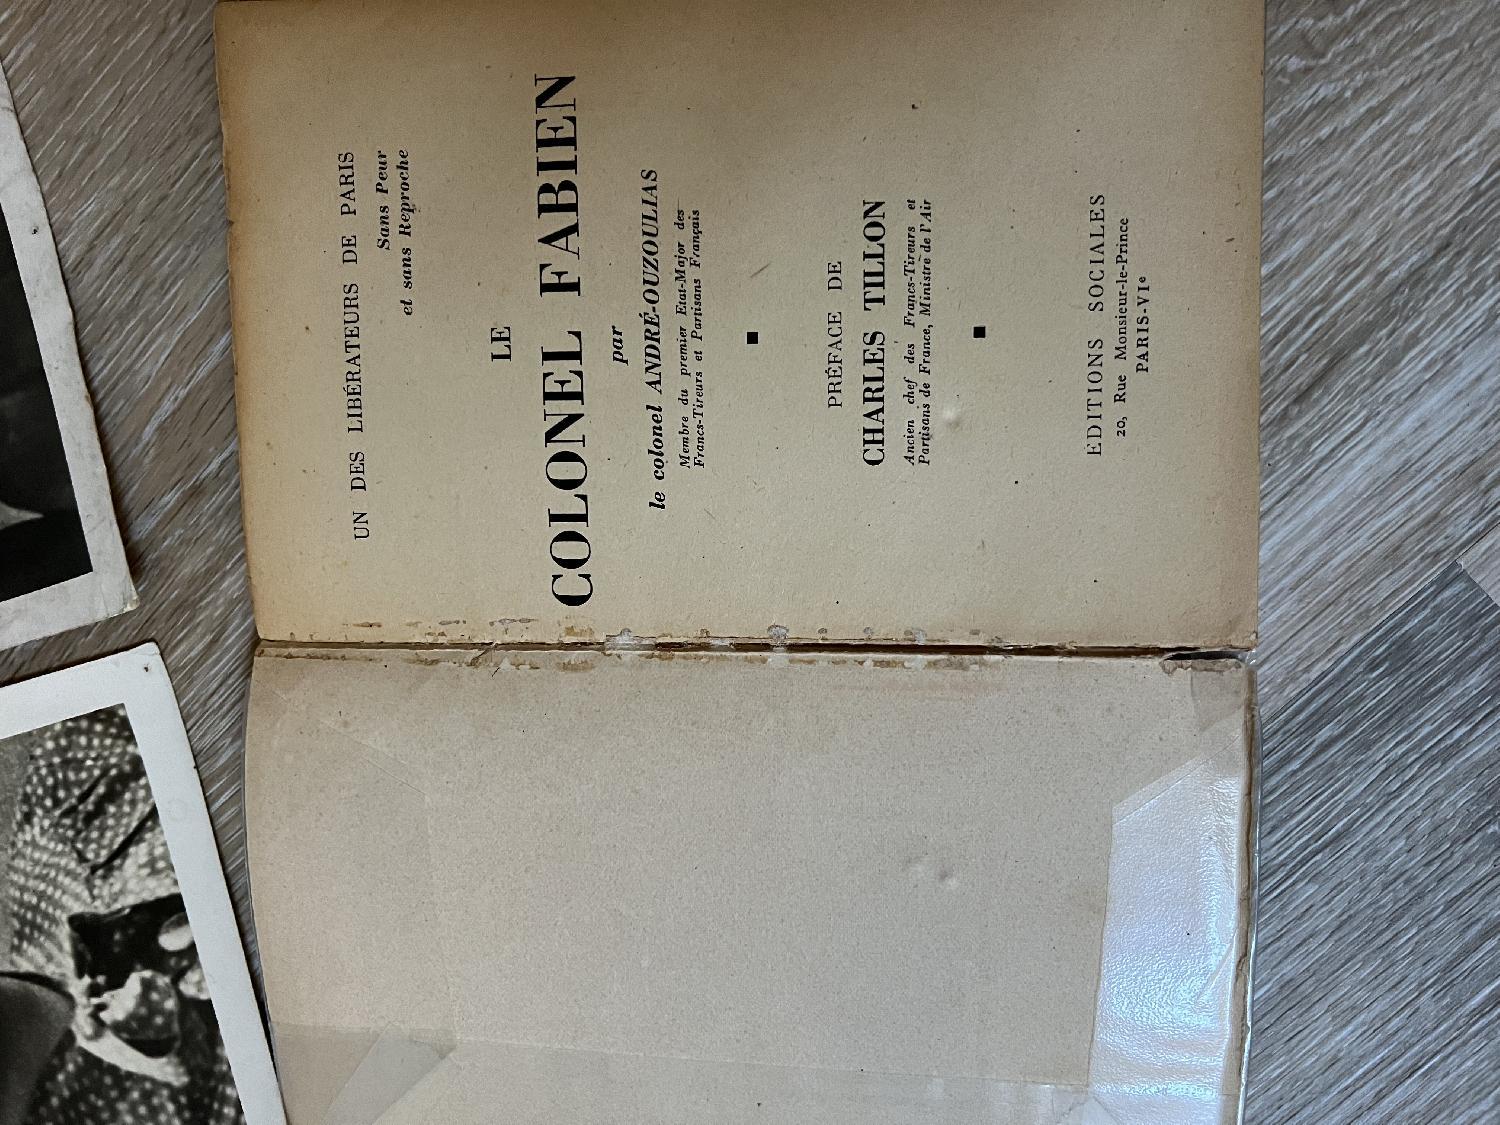 UN DES LIBÉRATEURS DE PARIS
Sans Peur
et sans Reproche
LE
COLONEL FABIEN
par
le colonel ANDRÉ-OUZOULIAS
Membre du premier Etat-Major des
Francs-Tireurs et Partisans Français
PRÉFACE DE
CHARLES TILLON
Ancien chef des Francs-Tireurs et
Partisans de France, Ministre de l'Air
EDITIONS SOCIALES
20, Rue Monsieur-le-Prince
PARIS-VIe